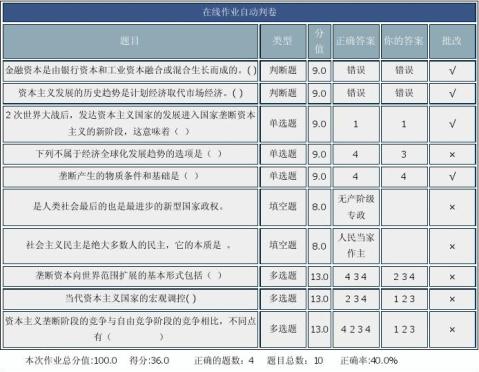 在线作业自动判卷
题目 类型 分值 正确答案 你的答案 批改
金融资本是由银行资本和工业资本融合或混合生长而成的。( ) 判断题 9.0 错误 错误 √
资本主义发展的历史趋势是计划经济取代市场经济。( ) 判断题 9.0 错误 错误 √
2次世界大战后，发达资本主义国家的发展进入国家垄断资本
主义的新阶段，这意味着（ ） 单选题 9.0 1 1 √
下列不属于经济全球化发展趋势的选项是（ ） 单选题 9.0 4 3 ×
垄断产生的物质条件和基础是( ) 单选题 9.0 4 4 √
是人类社会最后的也是最进步的新型国家政权。 填空题 8.0 无产阶级
专政 ×
社会主义民主是绝大多数人的民主，它的本质是 。 填空题 8.0 人民当家
作主 ×
垄断资本向世界范围扩展的基本形式包括（ ） 多选题 13.0 4 3 4 2 3 4 ×
当代资本主义国家的宏观调控( ) 多选题 13.0 2 3 4 1 2 3 ×
资本主义垄断阶段的竞争与自由竞争阶段的竞争相比，不同点
有（ ） 多选题 13.0 4 2 3 4 1 2 3 ×
本次作业总分值:100.0 得分:36.0 正确的题数：4 题目总数：10 正确率:40.0%